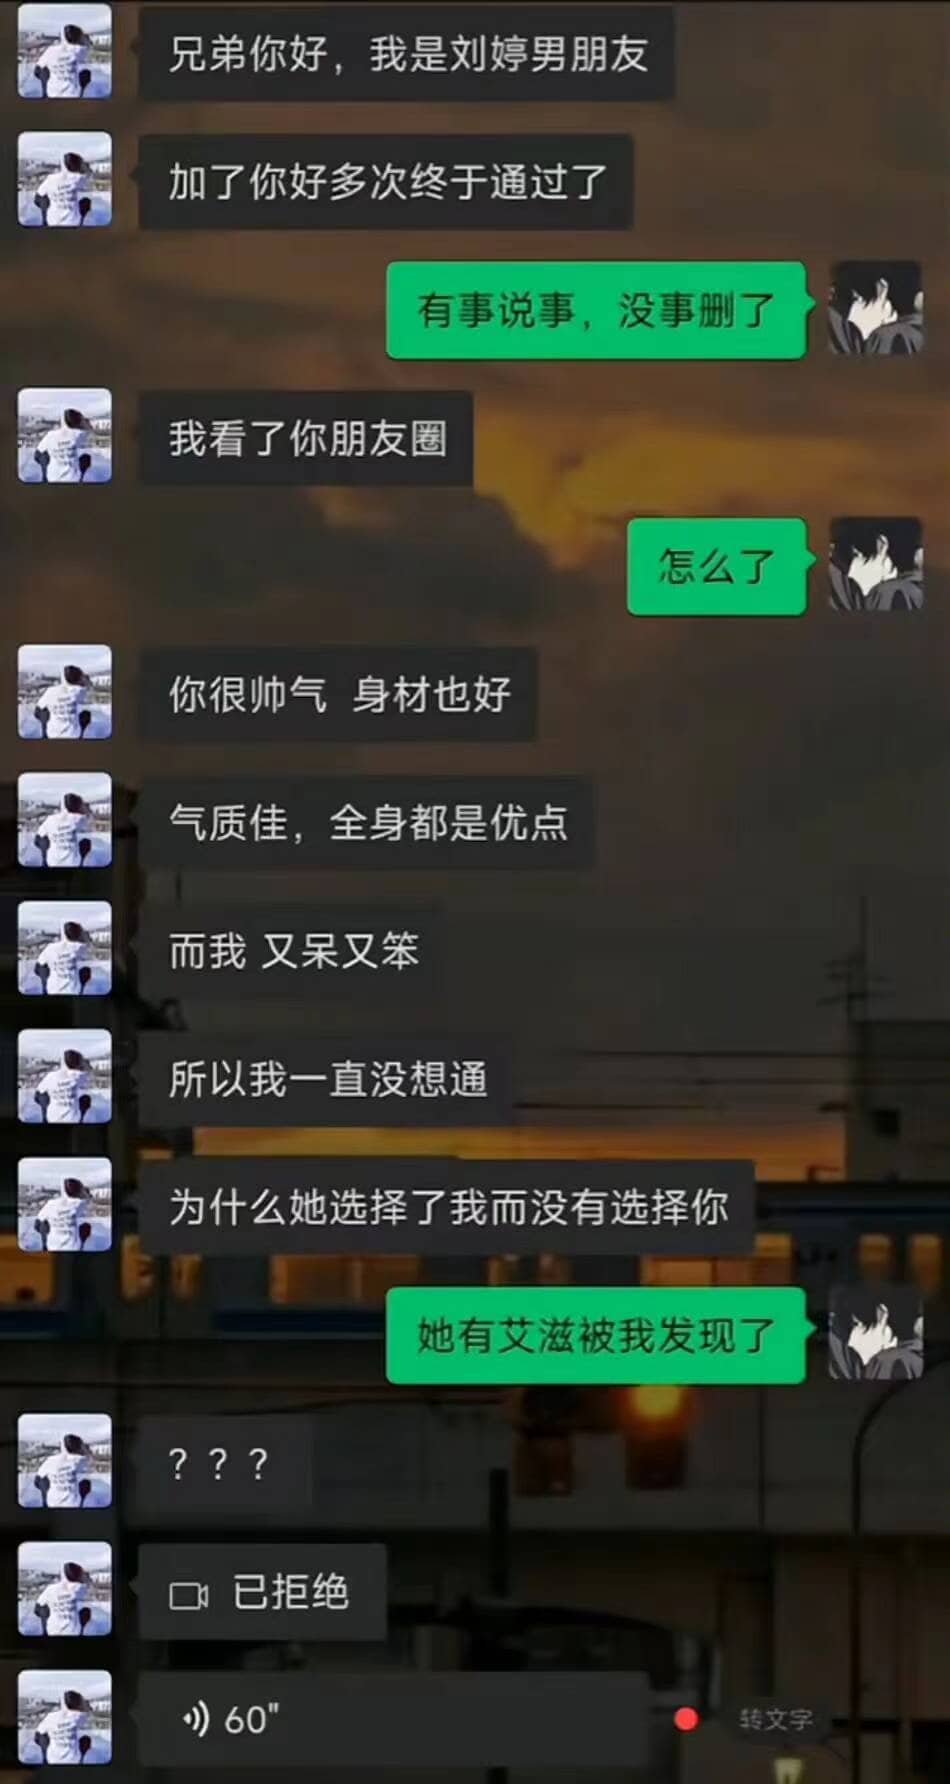 兄弟你好，我是刘婷男朋友
加了你好多次终于通过了
有事说事，没事删了
我看了你朋友圈
怎么了
你很帅气 身材也好
气质佳，全身都是优点
而我 又呆又笨
所以我一直没想通
为什么她选择了我而没有选择你
她有艾滋被我发现了
？？？
已拒绝
60"
转文字